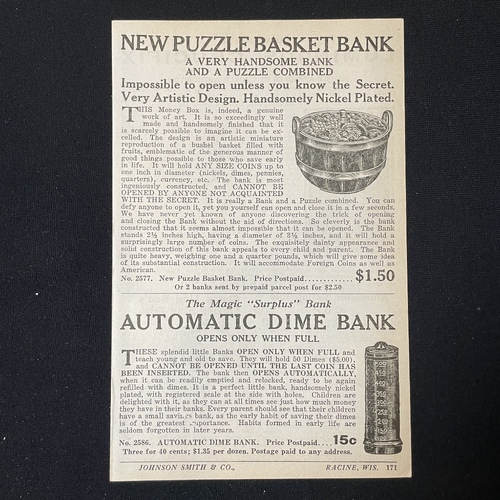 NEW PUZZLE BASKET BANK
A VERY HANDSOME BANK
AND A PUZZLE COMBINED
Impossible to open unless you know the Secret.
Very Artistic Design. Handsomely Nickel Plated.
THIS Money Box is, indeed, a genuine
work of art. It is so exceedingly well
made and handsomely finished that it
is scarcely possible to imagine it can be ex-
celled. The design is an artistic miniature
reproduction of a bushel basket filled with
fruits, emblematic of the generous manner of
good things possible to those who save early
in life. It will hold ANY SIZE COINS up to
one inch in diameter (nickels, dimes, pennies,
quarters), currency, etc. The bank is most
ingeniously constructed, and CANNOT BE
OPENED BY ANYONE NOT ACQUAINTED
WITH THE SECRET. It is really a Bank and a Puzzle combined. You can
defy anyone to open it, yet you yourself can open and close it in a few seconds.
We have never yet known of anyone discovering the trick of opening
and closing the Bank without the aid of directions. So cleverly is the bank
constructed that it seems almost impossible that it can be opened. The Bank
stands 2⅝ inches high, having a diameter of 3½ inches, and it will hold a
surprisingly large number of coins. The exquisitely dainty appearance and
solid construction of this bank appeals to every child and parent. The Bank
is quite heavy, weighing one and a quarter pounds, which will give some idea
of its substantial construction. It will accommodate Foreign Coins as well as
American.
No. 2577. New Puzzle Basket Bank. Price Postpaid............$1.50
Or 2 banks sent by prepaid parcel post for $2.50
The Magic "Surplus" Bank
AUTOMATIC DIME BANK
OPENS ONLY WHEN FULL
THESE splendid little Banks OPEN ONLY WHEN FULL and
teach young and old to save. They will hold 50 Dimes ($5.00),
and CANNOT BE OPENED UNTIL THE LAST COIN HAS
BEEN INSERTED. The bank then OPENS AUTOMATICALLY,
when it can be readily emptied and relocked, ready to be again
refilled with dimes. It is a perfect little bank, handsomely nickel
plated, with registered scale at the side with holes. Children are
delighted with it, as they can at all times see just how much money
they have in their banks. Every parent should see that their children
have a small savings bank, as the early habit of saving their dimes
is of the greatest importance. Habits formed in early life are
seldom forgotten in later years.
No. 2586. AUTOMATIC DIME BANK. Price Postpaid....15c
Three for 40 cents; $1.35 per dozen. Postage paid to any address.
JOHNSON SMITH & CO., RACINE, WIS. 171